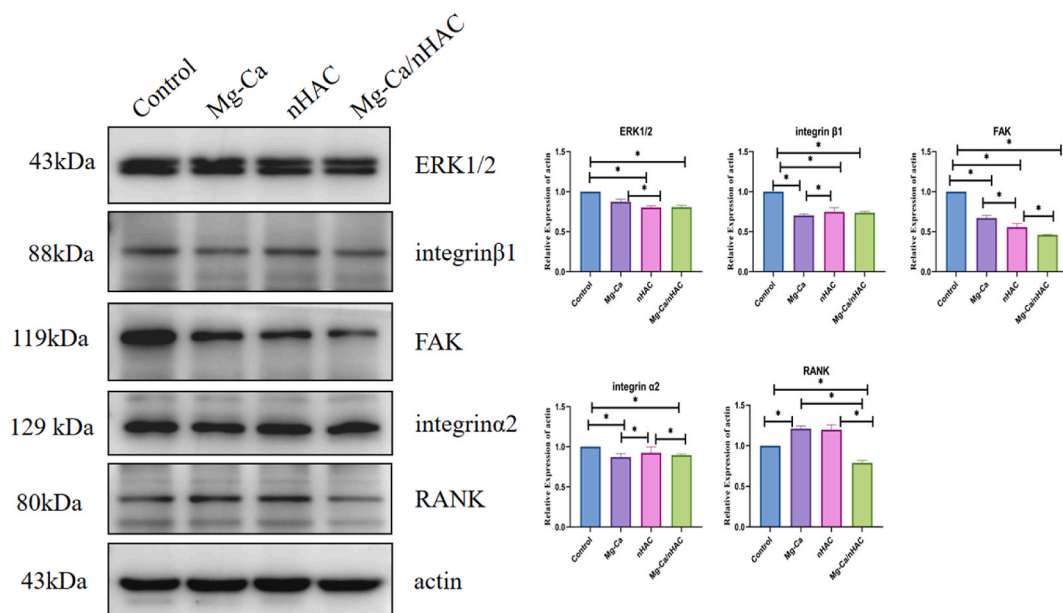 Control
Mg-Ca
nHAC
Mg-Ca/nHAC
43kDa
ERK1/2
88kDa
integrinβ1
119kDa
FAK
129 kDa
integrinα2
80kDa
RANK
43kDa
actin
ERK1/2
Relative Expression of actin
1.5
1.0
0.5
0.0
*
*
*
Control
Mg-Ca
nHAC
Mg-Ca/nHAC
integrin β1
Relative Expression of actin
1.5
1.0
0.5
0.0
*
*
*
*
Control
Mg-Ca
nHAC
Mg-Ca/nHAC
FAK
Relative Expression of actin
1.5
1.0
0.5
0.0
*
*
*
*
*
Control
Mg-Ca
nHAC
Mg-Ca/nHAC
integrin α2
Relative Expression of actin
1.5
1.0
0.5
0.0
*
*
*
*
Control
Mg-Ca
nHAC
Mg-Ca/nHAC
RANK
Relative Expression of actin
1.5
1.0
0.5
0.0
*
*
*
*
Control
Mg-Ca
nHAC
Mg-Ca/nHAC